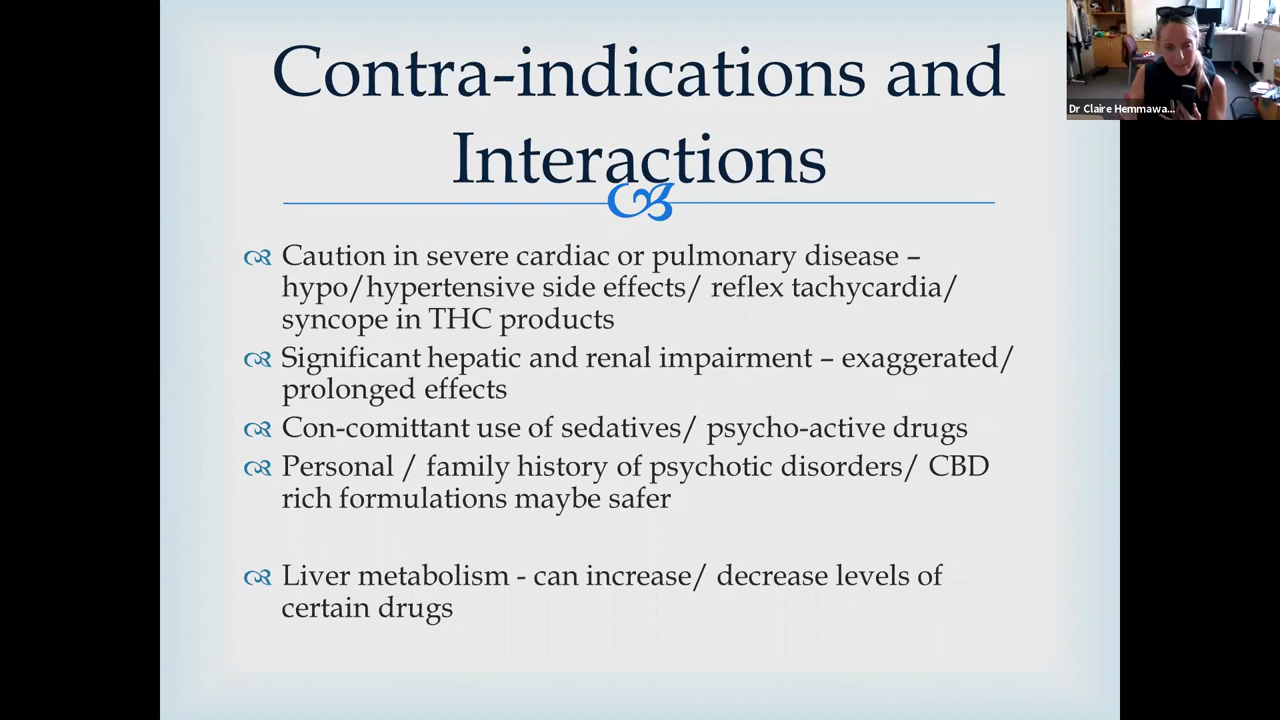 Contra-indications and
Interactions
Dr Claire Hemmawa...
Caution in severe cardiac or pulmonary disease –
hypo/hypertensive side effects/ reflex tachycardia/
syncope in THC products
Significant hepatic and renal impairment – exaggerated/
prolonged effects
Con-comittant use of sedatives/ psycho-active drugs
Personal / family history of psychotic disorders/ CBD
rich formulations maybe safer
Liver metabolism - can increase/ decrease levels of
certain drugs